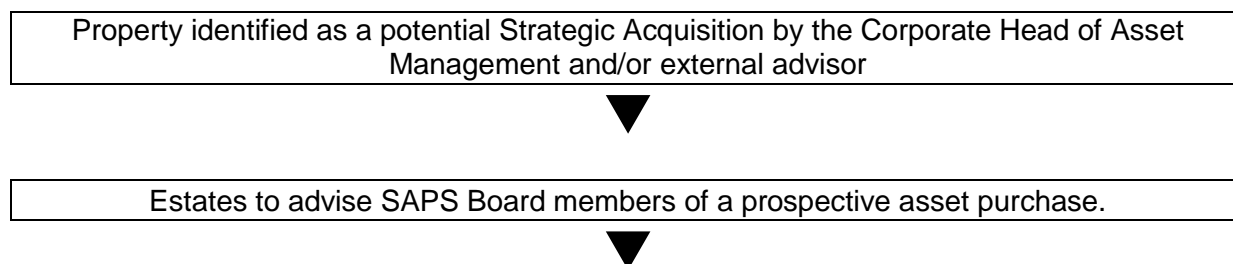 Property identified as a potential Strategic Acquisition by the Corporate Head of Asset
Management and/or external advisor
Estates to advise SAPS Board members of a prospective asset purchase.